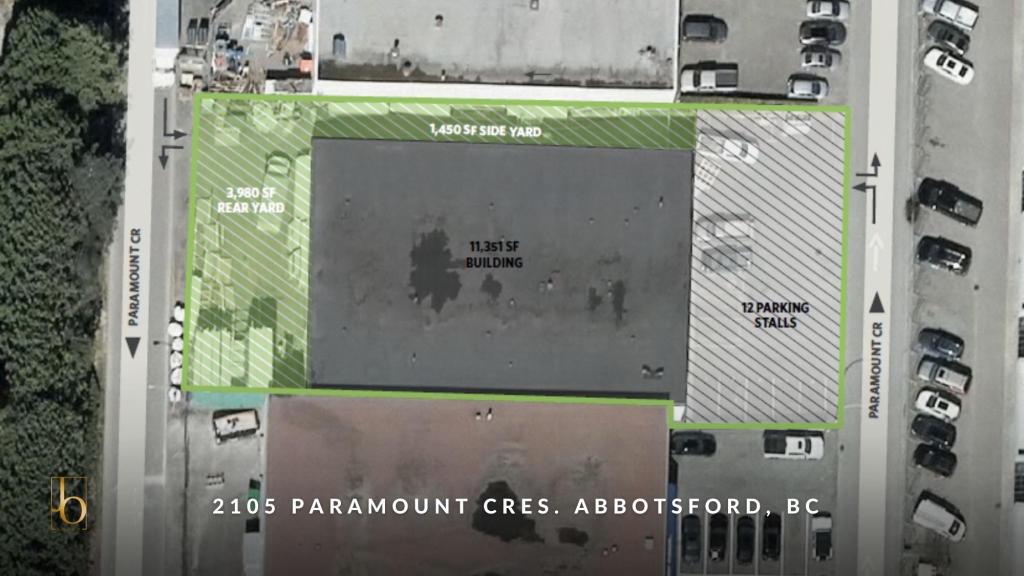 1,450 SF SIDE YARD
3,980 SF
REAR YARD
11,351 SF
BUILDING
12 PARKING
STALLS
PARAMOUNT CR
PARAMOUNT CR
Jb
2105 PARAMOUNT CRES. ABBOTSFORD, BC